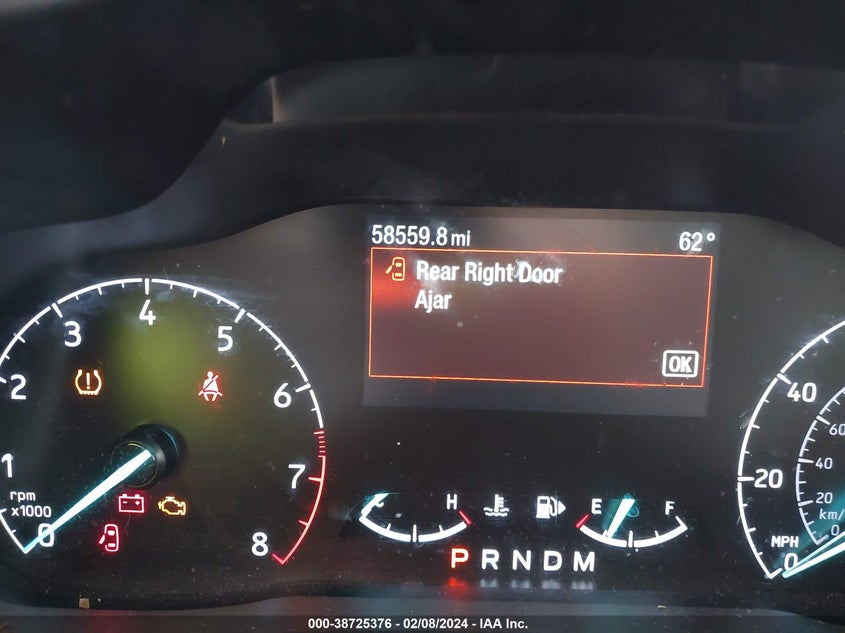 58559.8 mi 62°
Rear Right Door
Ajar
OK
1 2 3 4 5 6 7 8
rpm
x1000
0
C H
E F
P R N D M
40
20
MPH
0
60
40
20
km/
0
000-38725376 - 02/08/2024 - IAA Inc.